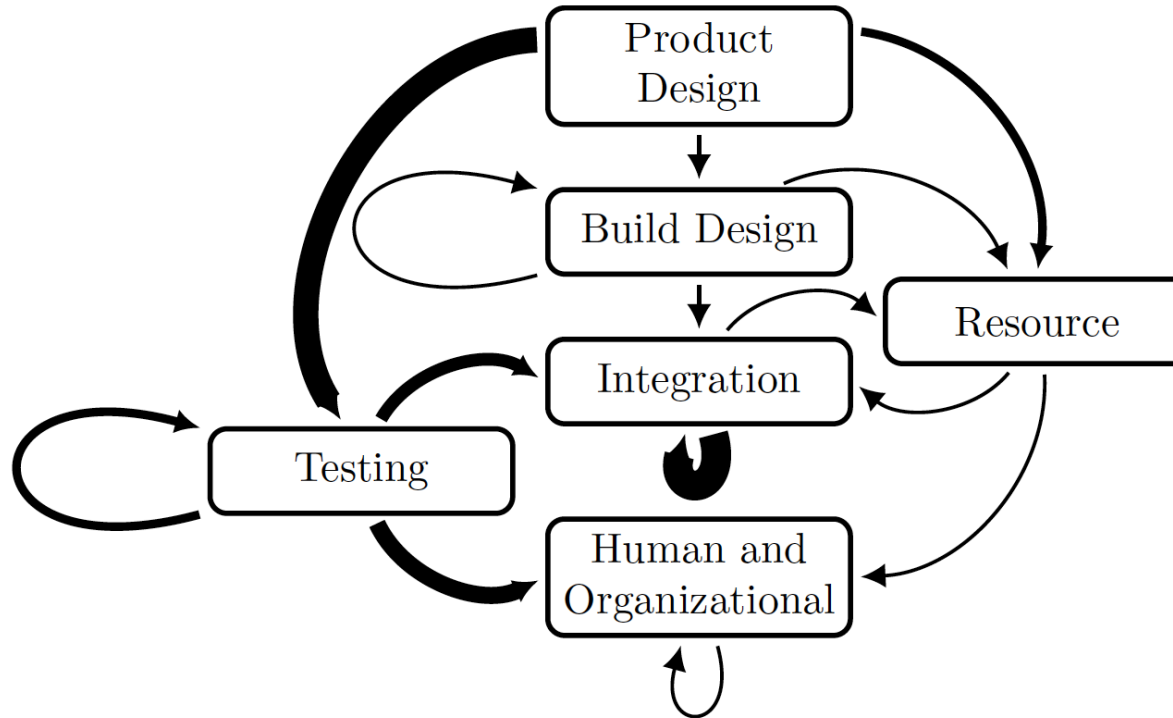 Product
Design
Build Design
Resource
Integration
Testing
Human and
Organizational